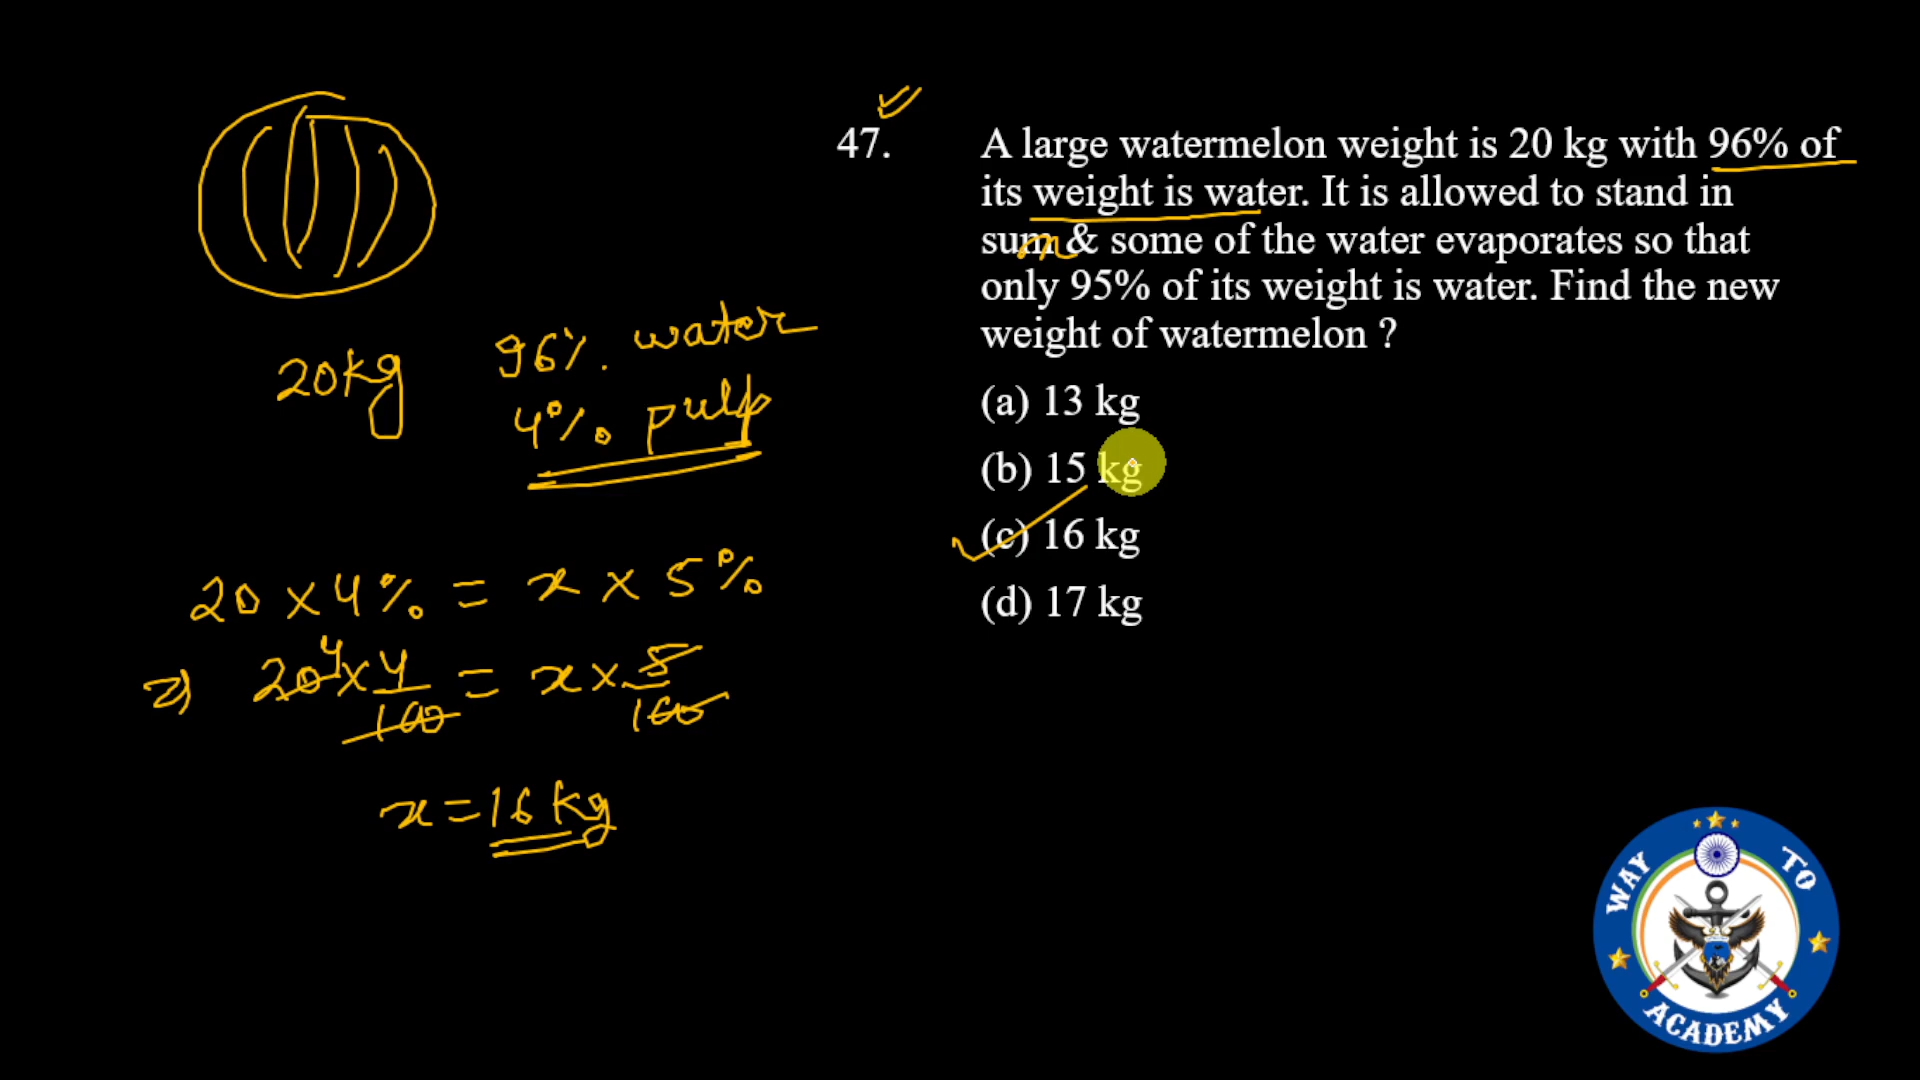 47.
A large watermelon weight is 20 kg with 96% of
its weight is water. It is allowed to stand in
sum & some of the water evaporates so that
only 95% of its weight is water. Find the new
weight of watermelon ?
(a) 13 kg
(b) 15 kg
(c) 16 kg
(d) 17 kg
20kg
96% water
4% pulp
20 × 4% = x × 5%
⇒ 20 4 × 4/100 = x × 5/100
x = 16 kg
n
WAY TO
ACADEMY